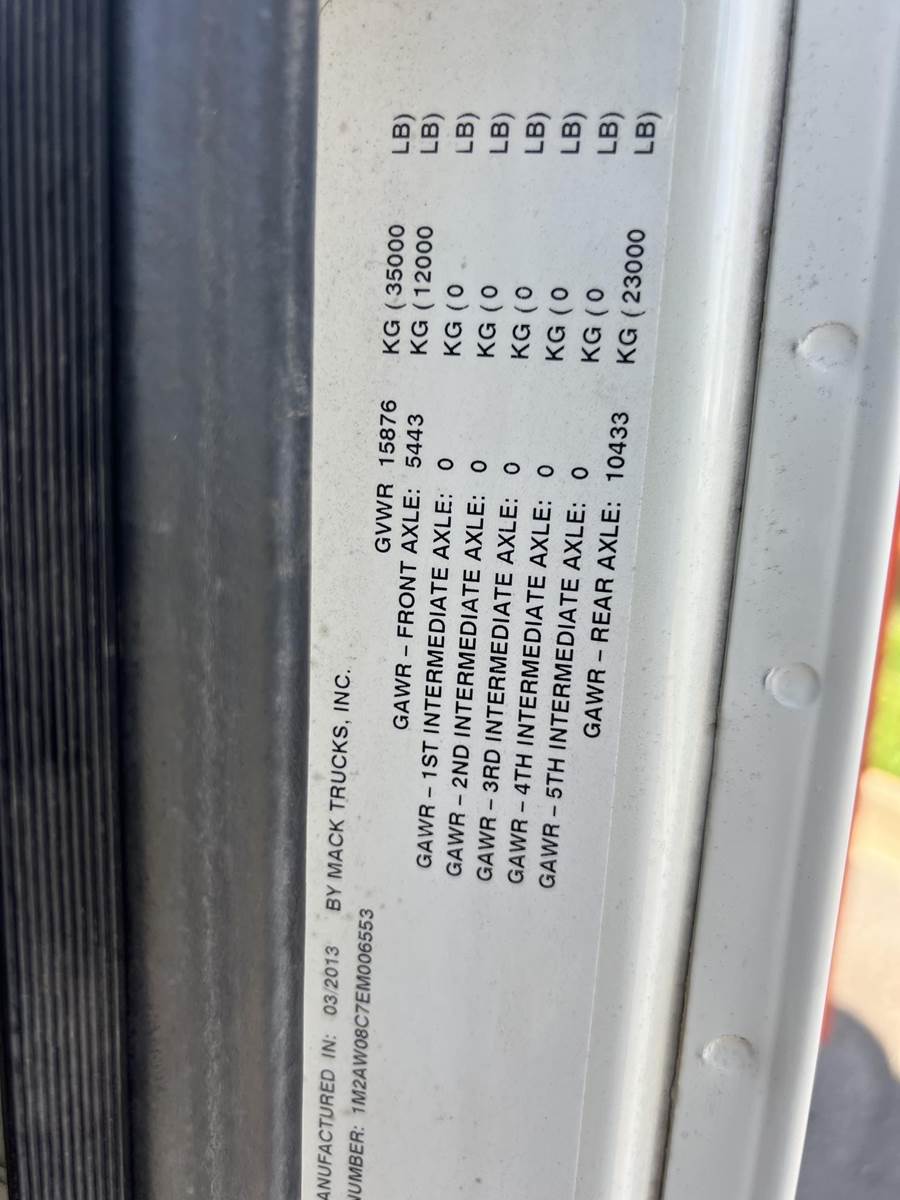 ANUFACTURED IN: 03/2013 BY MACK TRUCKS, INC.
NUMBER: 1M2AW08C7EM006553
GVWR 15876 KG ( 35000 LB)
GAWR – FRONT AXLE: 5443 KG ( 12000 LB)
GAWR – 1ST INTERMEDIATE AXLE: 0 KG ( 0 LB)
GAWR – 2ND INTERMEDIATE AXLE: 0 KG ( 0 LB)
GAWR – 3RD INTERMEDIATE AXLE: 0 KG ( 0 LB)
GAWR – 4TH INTERMEDIATE AXLE: 0 KG ( 0 LB)
GAWR – 5TH INTERMEDIATE AXLE: 0 KG ( 0 LB)
GAWR – REAR AXLE: 10433 KG ( 23000 LB)